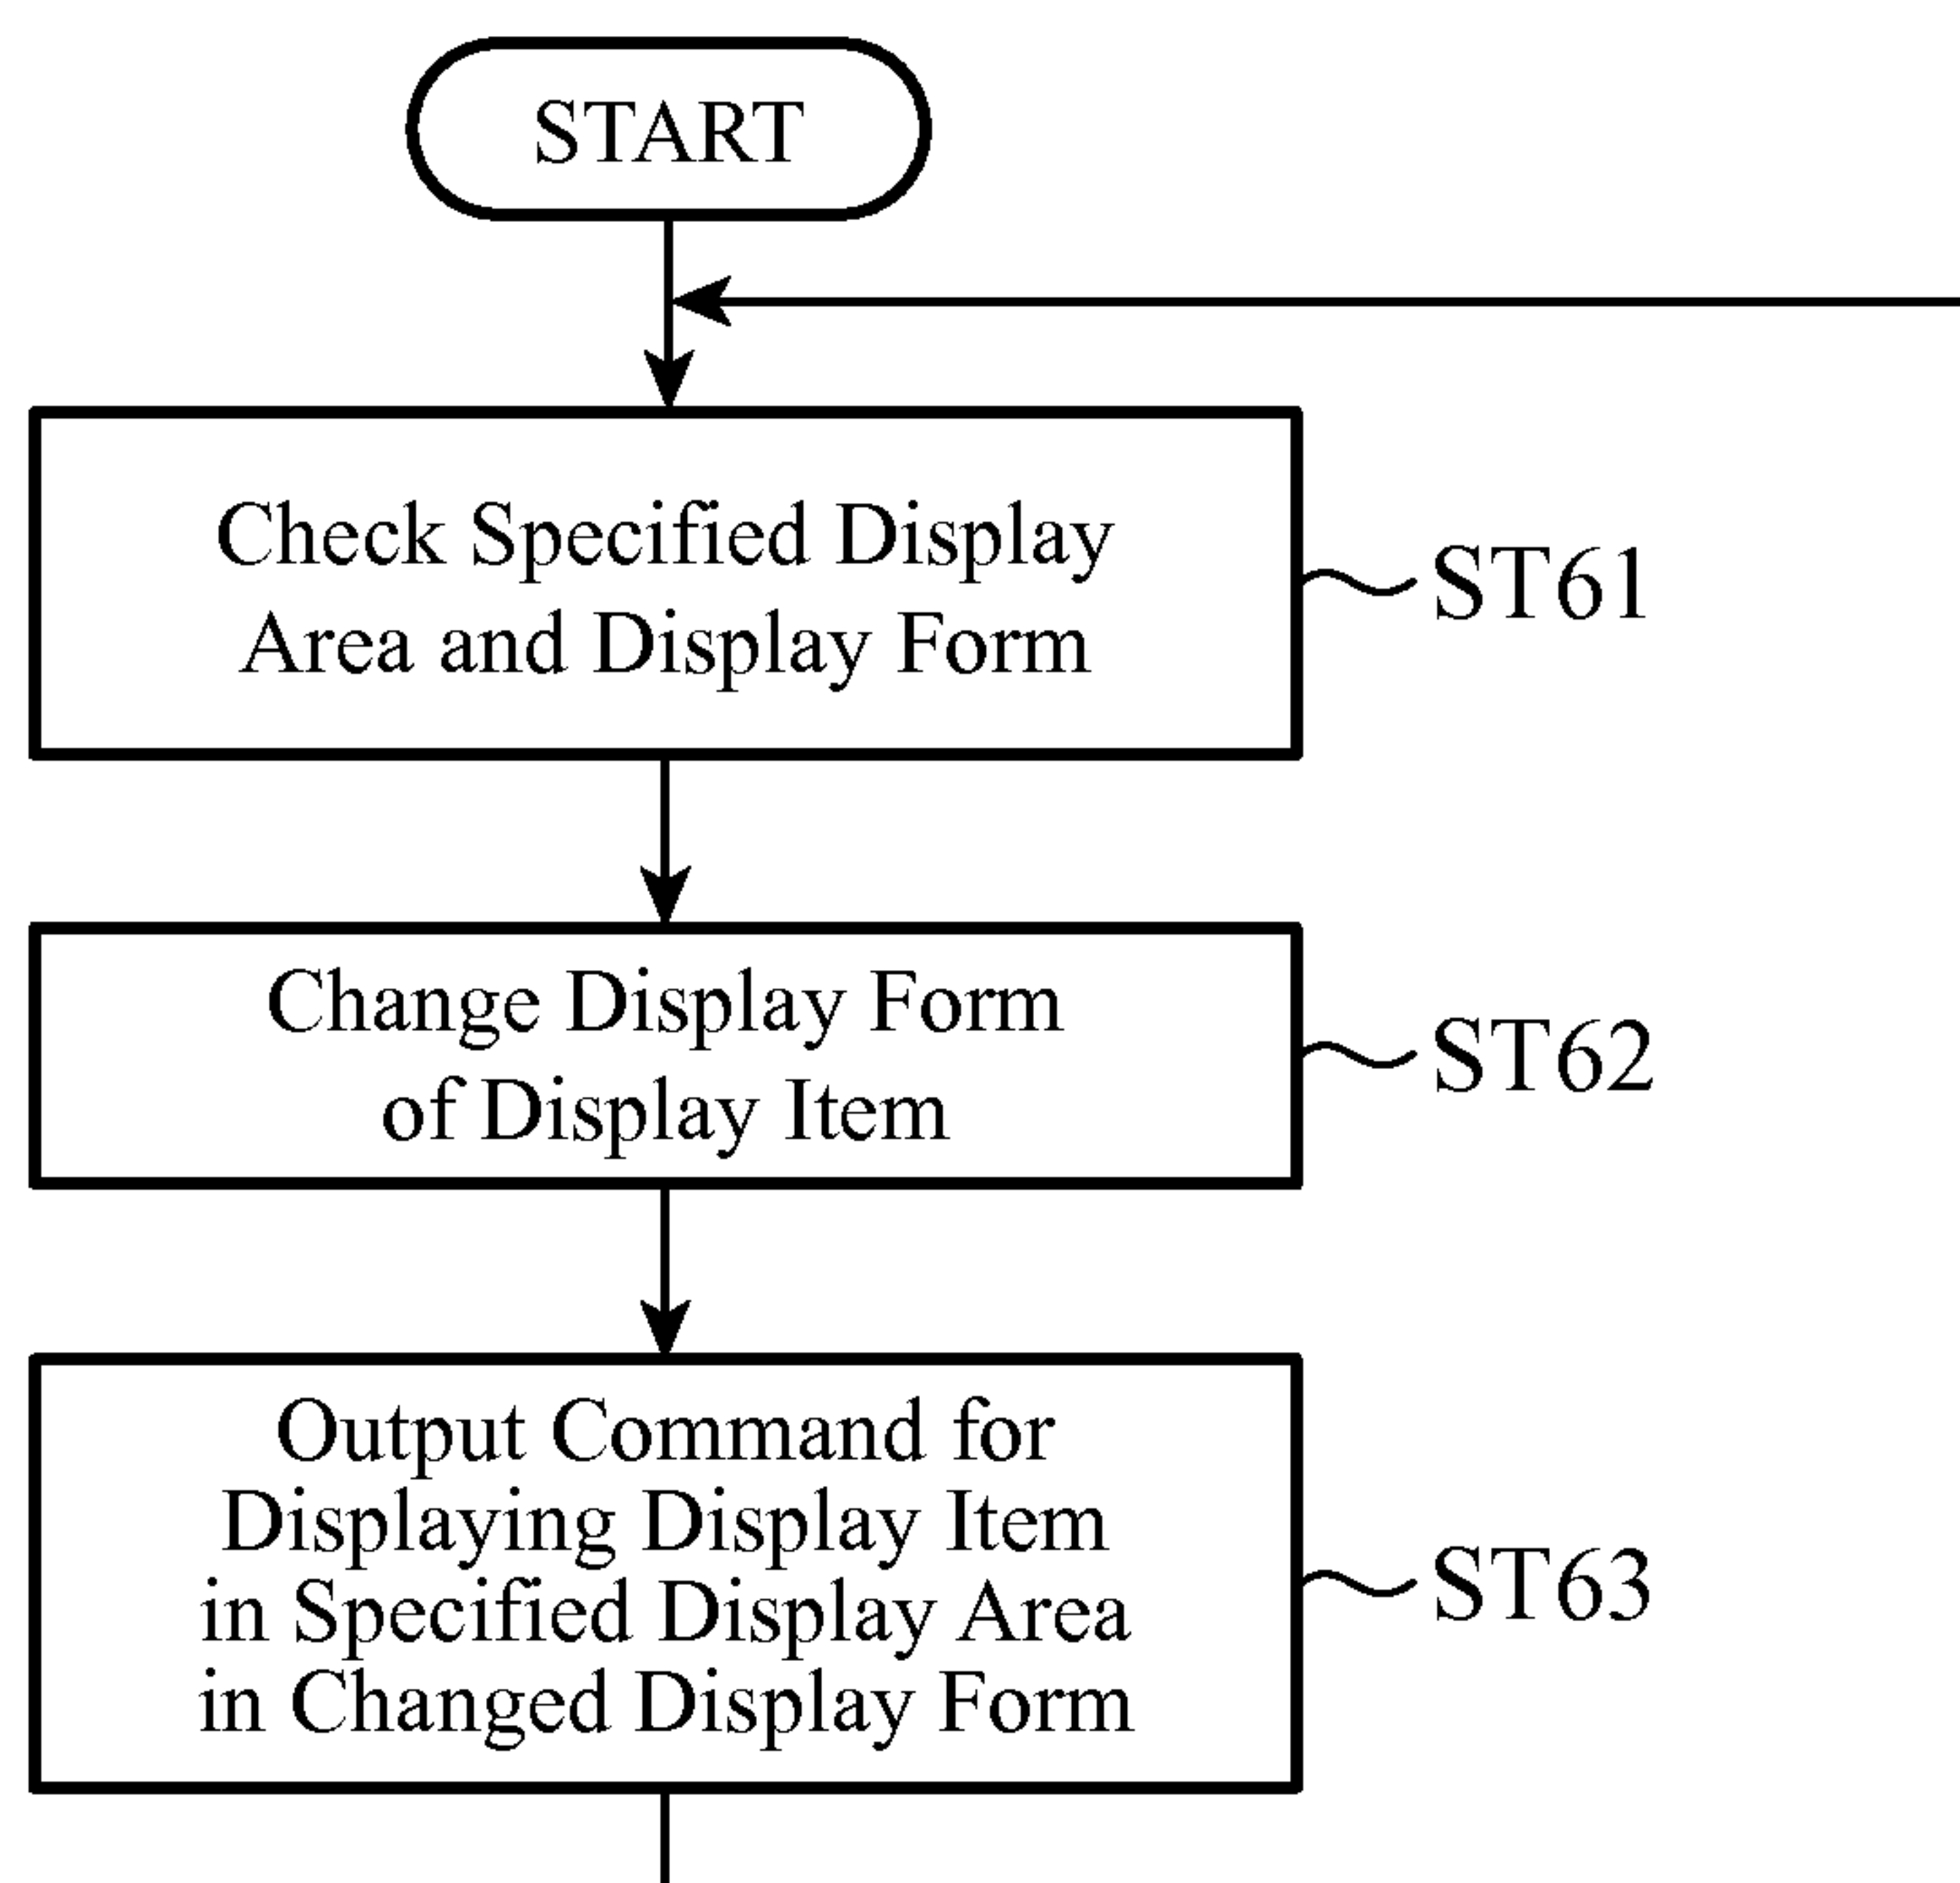 START
Check Specified Display
Area and Display Form
ST61
Change Display Form
of Display Item
ST62
Output Command for
Displaying Display Item
in Specified Display Area
in Changed Display Form
ST63